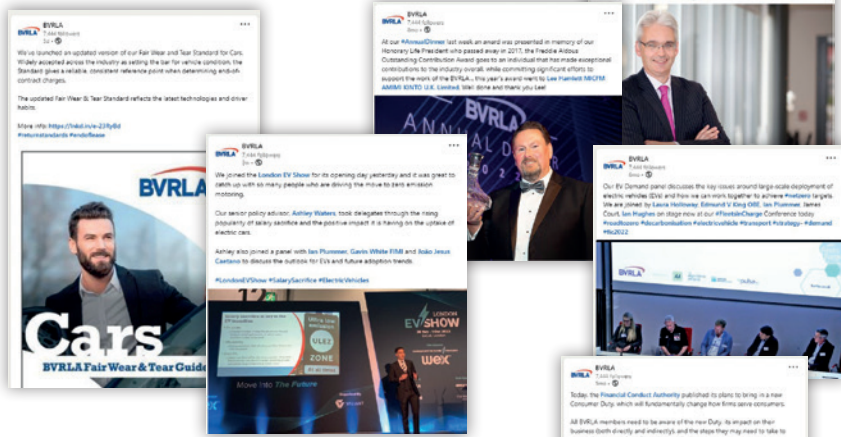 BVRLA
7,444 followers
We've launched an updated version of our Fair Wear and Tear Standard for Cars.
Widely accepted across the industry as setting the bar for vehicle condition, the
Standard gives a reliable, consistent reference point when determining end-of-
contract charges.
The updated Fair Wear & Tear Standard reflects the latest technologies and driver
habits.
More info:
#returnstandards #endoflease
BVRLA
Cars
BVRLA Fair Wear & Tear Guide
BVRLA
7,444 followers
We joined the London EV Show for its opening day yesterday and it was great to
catch up with so many people who are driving the move to zero emission
motoring.
Our senior policy advisor, Ashley Waters, took delegates through the rising
popularity of salary sacrifice and the positive impact it is having on the uptake of
electric cars.
Ashley also joined a panel with Ian Plummer, Gavin White and João Jesus
Caetano to discuss the outlook for EVs and future adoption trends.
#LondonEVShow #SalarySacrifice #ElectricVehicles
ULEZ
ZONE
Move Into The Future
LONDON
EV SHOW
wex
BVRLA
7,444 followers
At our #AnnualDinner last week an award was presented in memory of our
Honorary Life President who passed away in 2017, the Freddie Aldous
Outstanding Contribution Award goes to an individual that has made exceptional
contributions to the industry overall, while committing significant efforts to
support the work of the BVRLA , this year's award went to Lee Hamlett
KINTO U.K. Limited. Well done and thank you Lee!
BVRLA
ANNUAL
BVRLA
7,444 followers
Our EV Demand panel discusses the key issues around large-scale deployment of
electric vehicles (EVs) and how we can work together to achieve #netzero targets.
We are joined by Laura Holloway, Edmund V King OBE, Ian Plummer, James
Court, Ian Hughes on stage now at our #FleetsInCharge Conference today
#roadtozero #decarbonisation #electricvehicle #transport #strategy #demand
#fic2022
BVRLA
BVRLA
7,444 followers
Today, the Financial Conduct Authority published its plans to bring in a new
Consumer Duty, which will fundamentally change how firms serve consumers.
All BVRLA members need to be aware of the new Duty, its impact on their
business (both directly and indirectly) and the steps they may need to take to